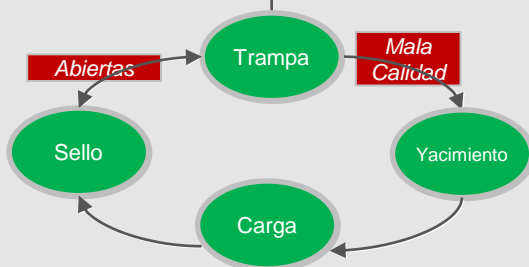 Trampa
Abiertas
Mala
Calidad
Sello
Yacimiento
Carga